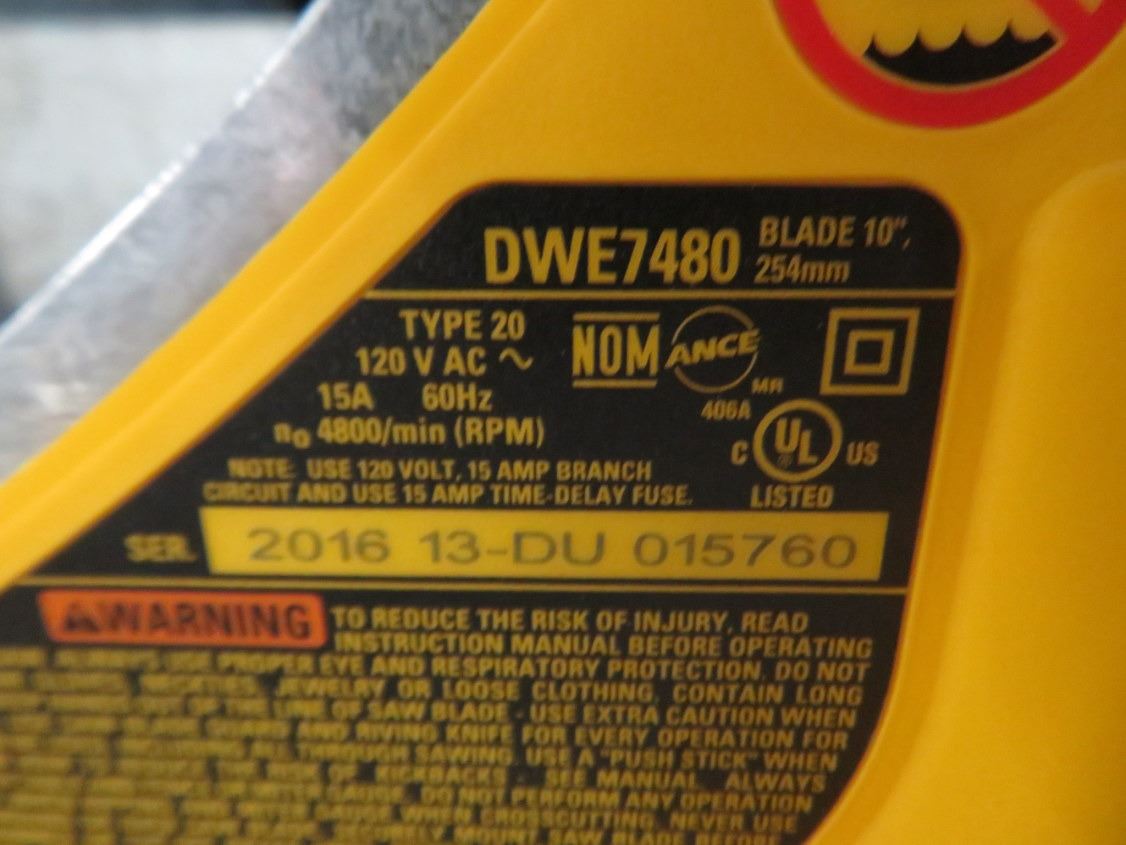 DWE7480 BLADE 10",
254mm
TYPE 20
120 V AC ~
15A 60Hz
n₀ 4800/min (RPM)
NOM ANCE
MR
406A
C UL US
LISTED
NOTE: USE 120 VOLT, 15 AMP BRANCH
CIRCUIT AND USE 15 AMP TIME-DELAY FUSE.
SER. 2016 13-DU 015760
WARNING TO REDUCE THE RISK OF INJURY, READ
INSTRUCTION MANUAL BEFORE OPERATING
PROPER EYE AND RESPIRATORY PROTECTION. DO NOT
JEWELRY OR LOOSE CLOTHING. CONTAIN LONG
OF SAW BLADE - USE EXTRA CAUTION WHEN
AND RIVING KNIFE FOR EVERY OPERATION FOR
THROUGH SAWING. USE A "PUSH STICK" WHEN
OF KICKBACKS - SEE MANUAL. ALWAYS
DO NOT PERFORM ANY OPERATION
WHEN CROSSCUTTING. NEVER USE
SECURELY MOUNT SAW BLADE BEFORE